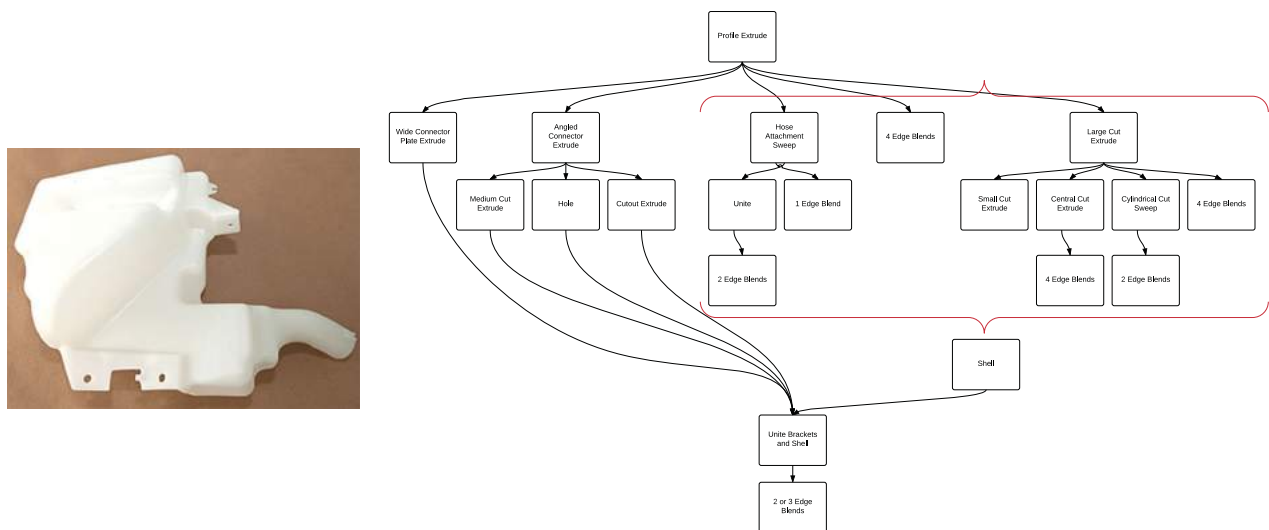 Profile Extrude
Wide Connector
Plate Extrude
Angled
Connector
Extrude
Hose
Attachment
Sweep
4 Edge Blends
Large Cut
Extrude
Medium Cut
Extrude
Hole
Cutout Extrude
Unite
1 Edge Blend
Small Cut
Extrude
Central Cut
Extrude
Cylindrical Cut
Sweep
4 Edge Blends
2 Edge Blends
4 Edge Blends
2 Edge Blends
Shell
Unite Brackets
and Shell
2 or 3 Edge
Blends